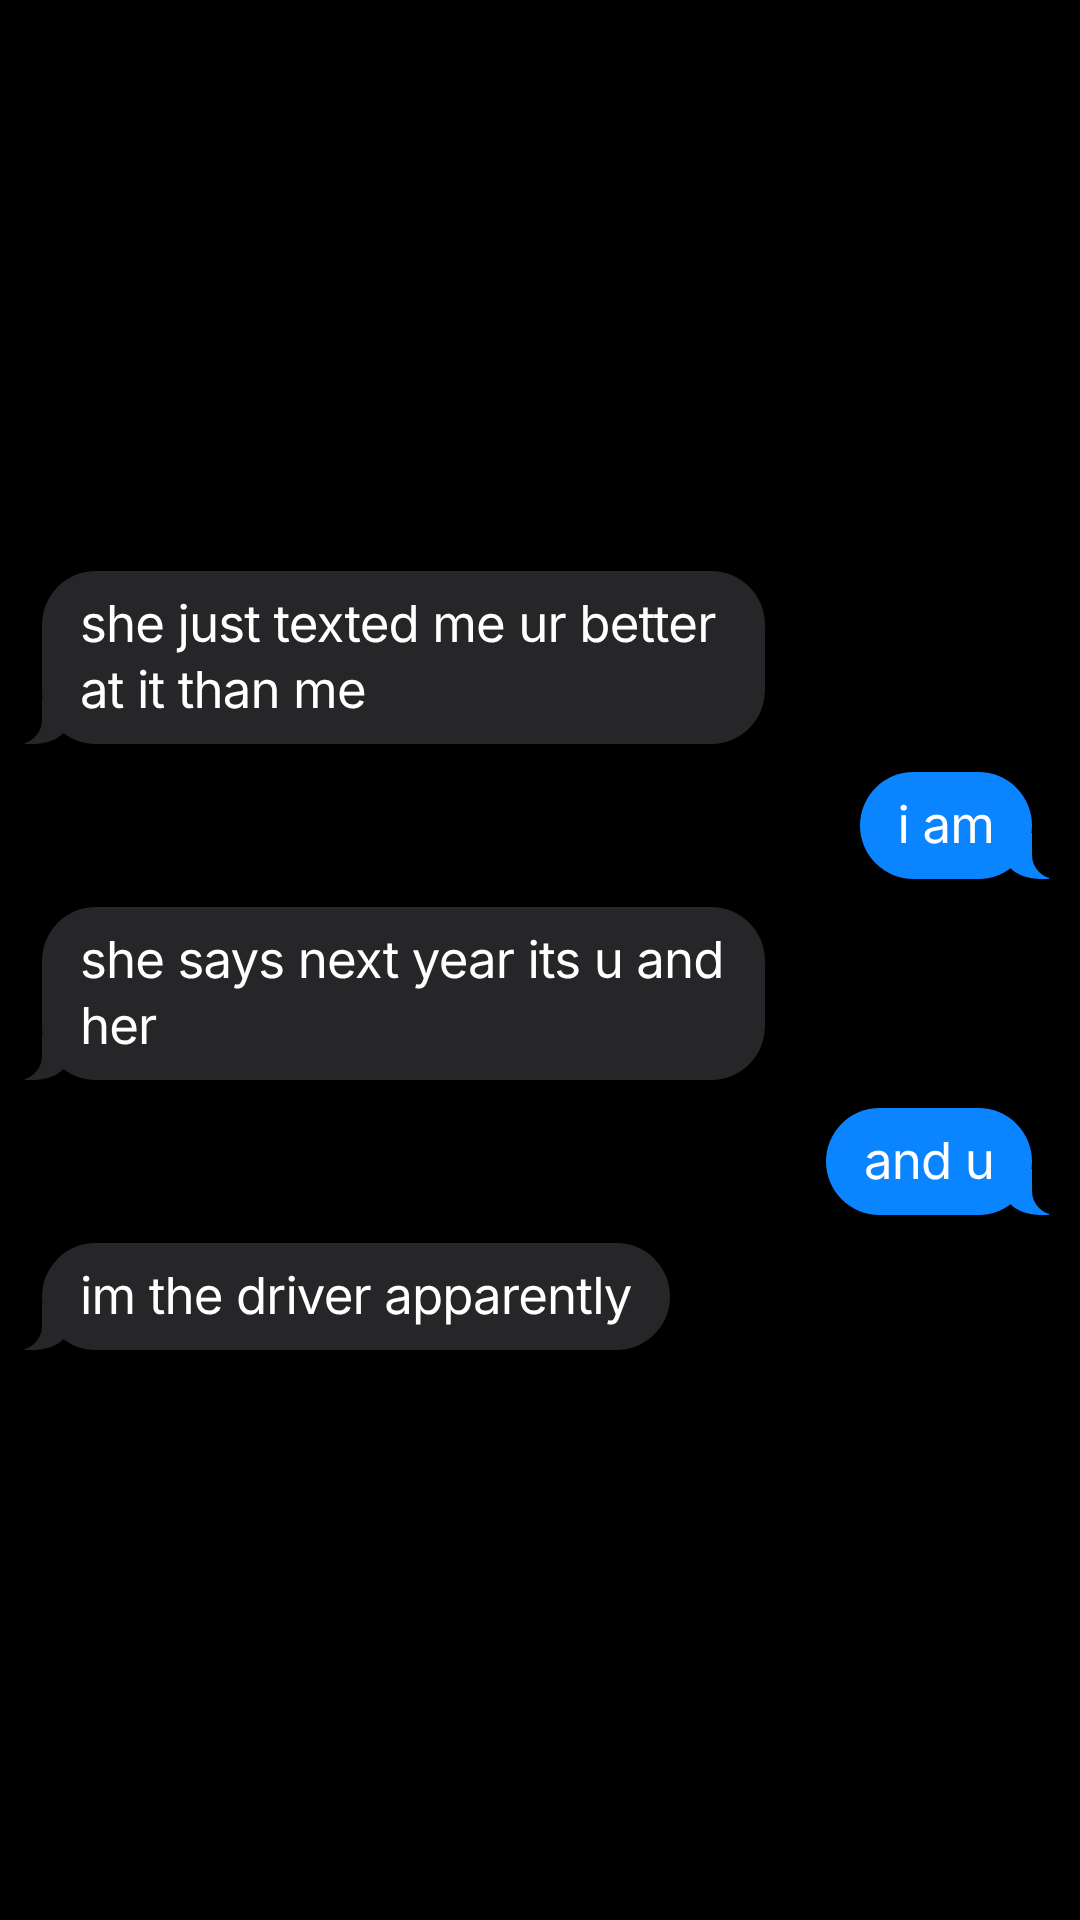 she just texted me ur better
at it than me
i am
she says next year its u and
her
and u
im the driver apparently